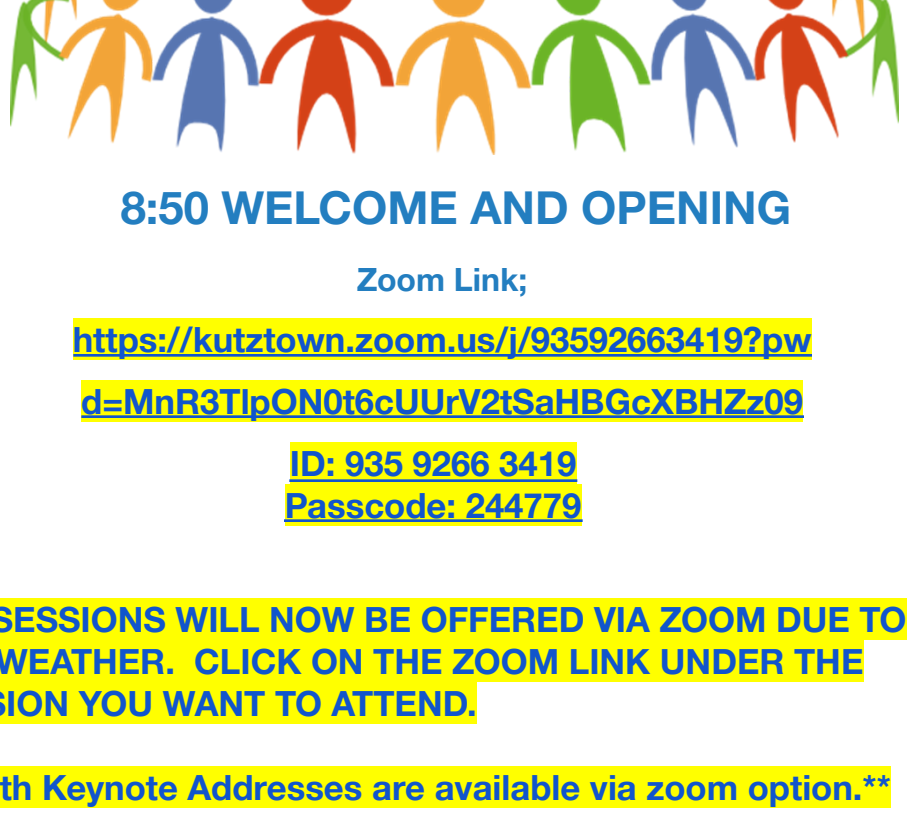 8:50 WELCOME AND OPENING
Zoom Link;
https://kutztown.zoom.us/j/93592663419?pw
d=MnR3TlpON0t6cUUrV2tSaHBGcXBHZz09
ID: 935 9266 3419
Passcode: 244779
SESSIONS WILL NOW BE OFFERED VIA ZOOM DUE TO
WEATHER. CLICK ON THE ZOOM LINK UNDER THE
SION YOU WANT TO ATTEND.
th Keynote Addresses are available via zoom option.**